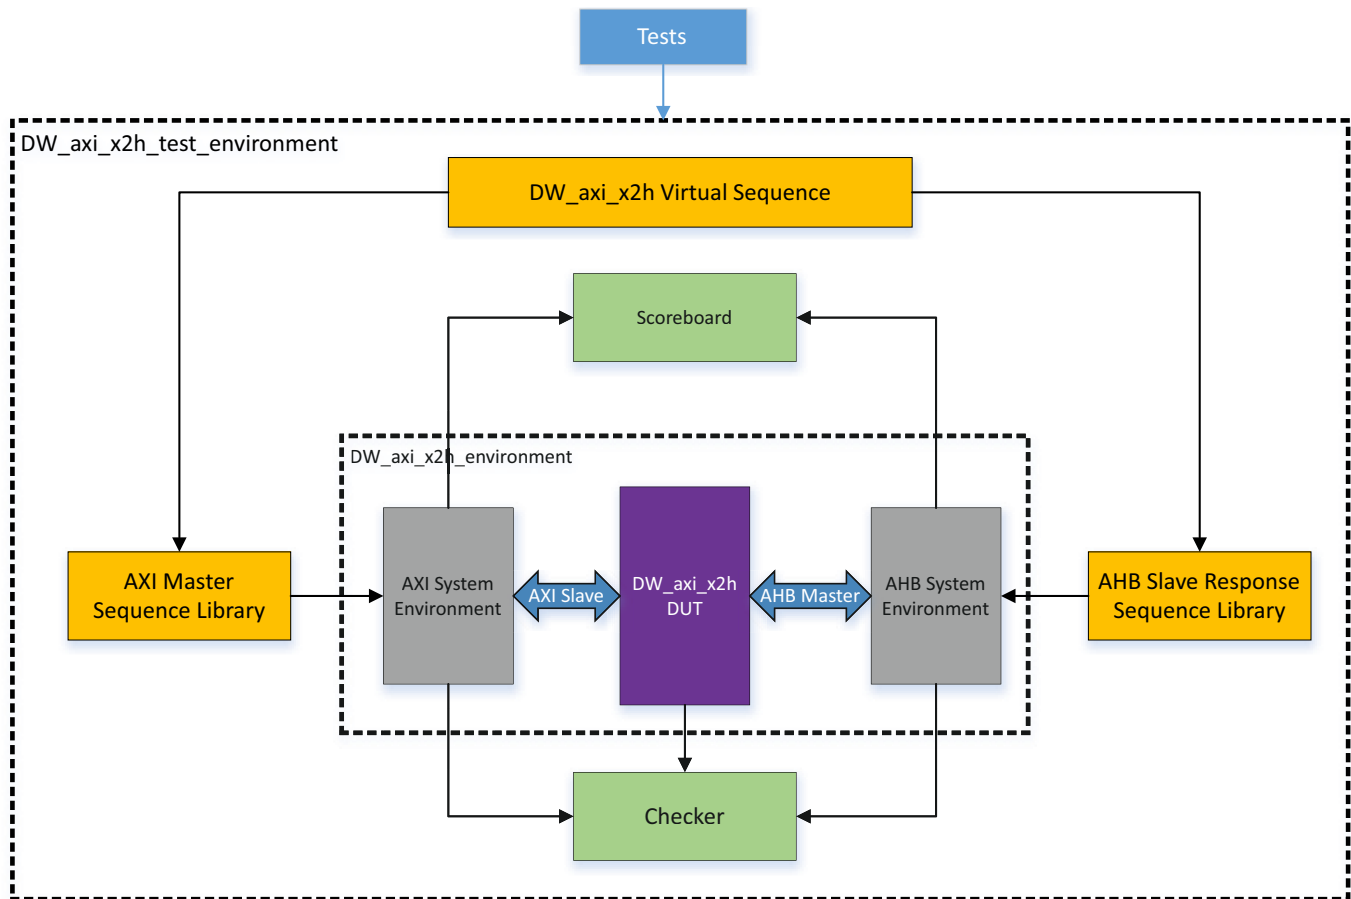 Tests
DW_axi_x2h_test_environment
DW_axi_x2h Virtual Sequence
Scoreboard
DW_axi_x2h_environment
AXI Master
Sequence Library
AXI System
Environment
AXI Slave
DW_axi_x2h
DUT
AHB Master
AHB System
Environment
AHB Slave Response
Sequence Library
Checker